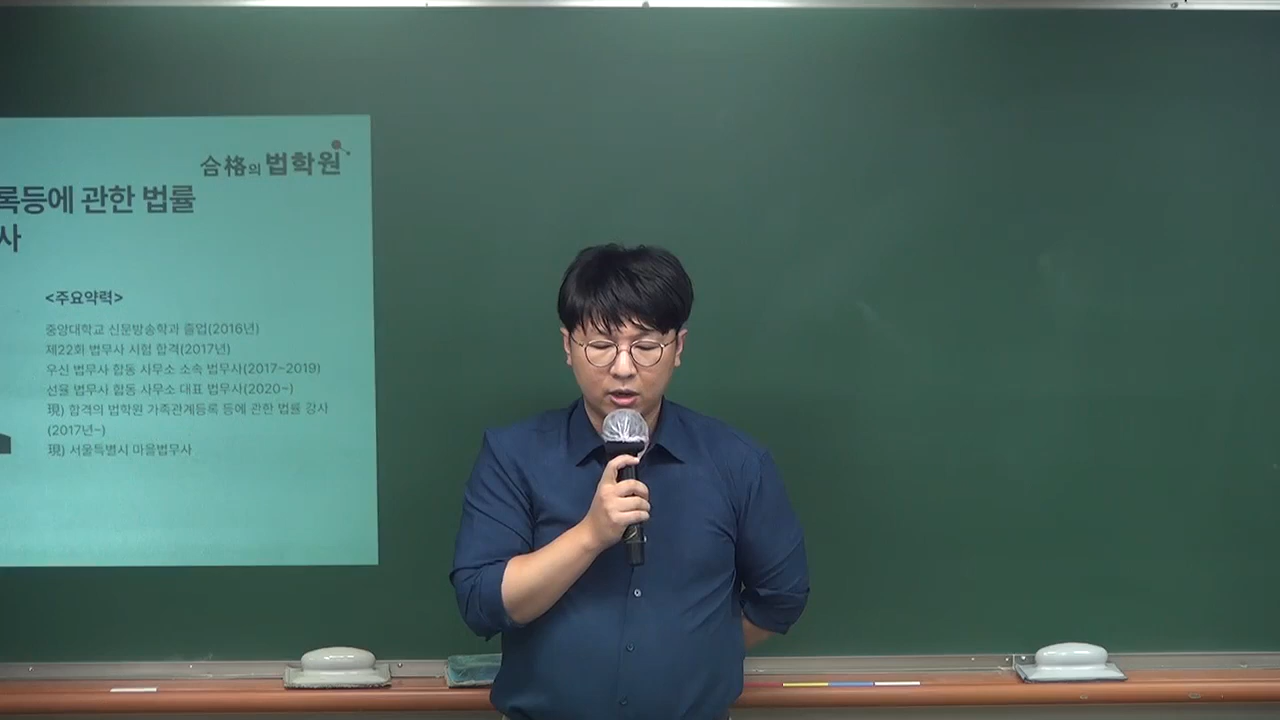 合格의 법학원
록등에 관한 법률
사
<주요약력>
중앙대학교 신문방송학과 졸업(2016년)
제22회 법무사 시험 합격(2017년)
우신 법무사 합동 사무소 소속 법무사(2017~2019)
선율 법무사 합동 사무소 대표 법무사(2020~)
現) 합격의 법학원 가족관계등록 등에 관한 법률 강사
(2017년~)
現) 서울특별시 마을법무사